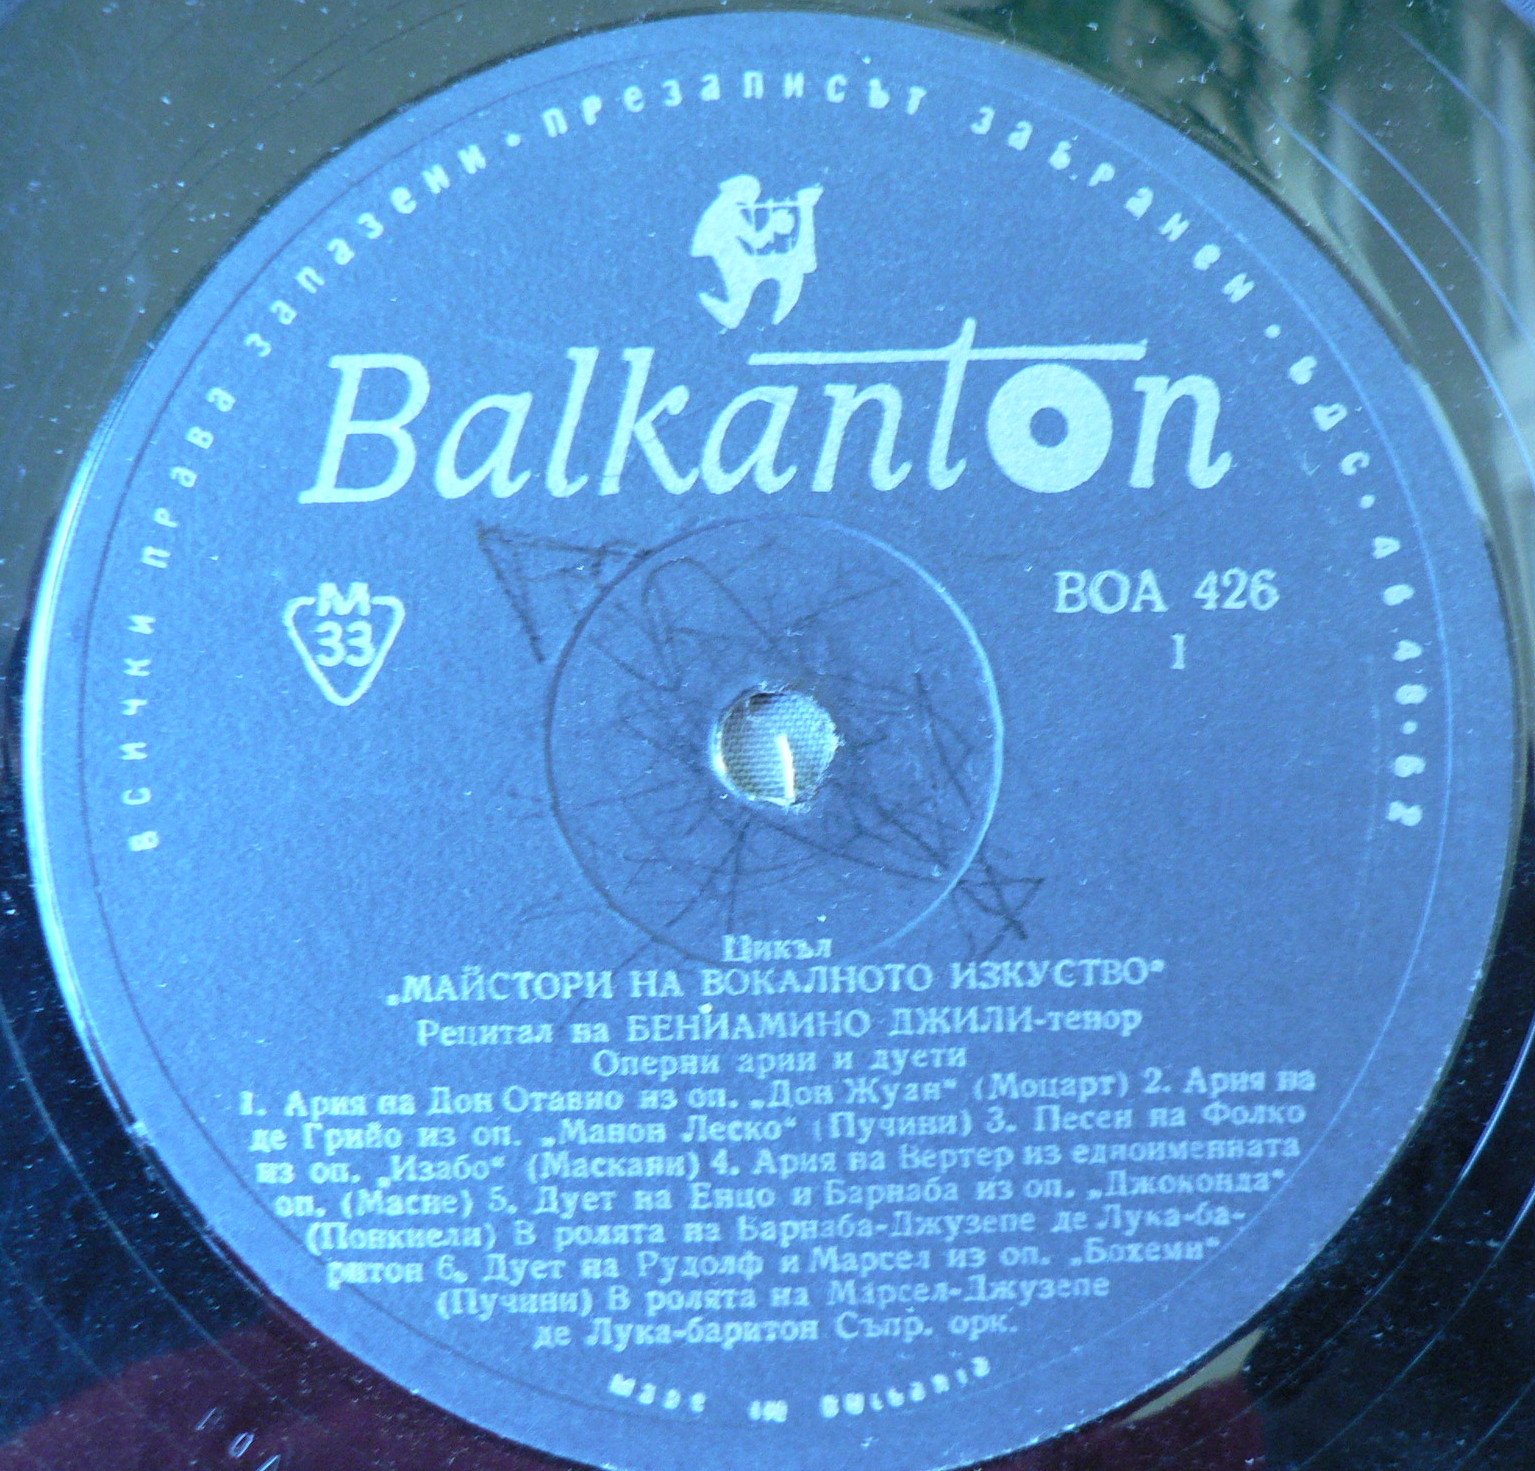 всички права запазени · презаписът забранен · БДС · 4640 · 62
Balkanton
М
33
ВОА 426
I
Цикъл
„МАЙСТОРИ НА ВОКАЛНОТО ИЗКУСТВО“
Рецитал на БЕНИАМИНО ДЖИЛИ-тенор
Оперни арии и дуети
1. Ария на Дон Отавио из оп. „Дон Жуан“ (Моцарт) 2. Ария на
де Грийо из оп. „Манон Леско“ (Пучини) 3. Песен на Фолко
из оп. „Изабо“ (Маскани) 4. Ария на Вертер из едноименната
оп. (Масне) 5. Дует на Енцо и Барнаба из оп. „Джоконда“
(Понкиели) В ролята на Барнаба-Джузепе де Лука-ба-
ритон 6. Дует на Рудолф и Марсел из оп. „Бохеми“
(Пучини) В ролята на Марсел-Джузепе
де Лука-баритон Съпр. орк.
Made in Bulgaria